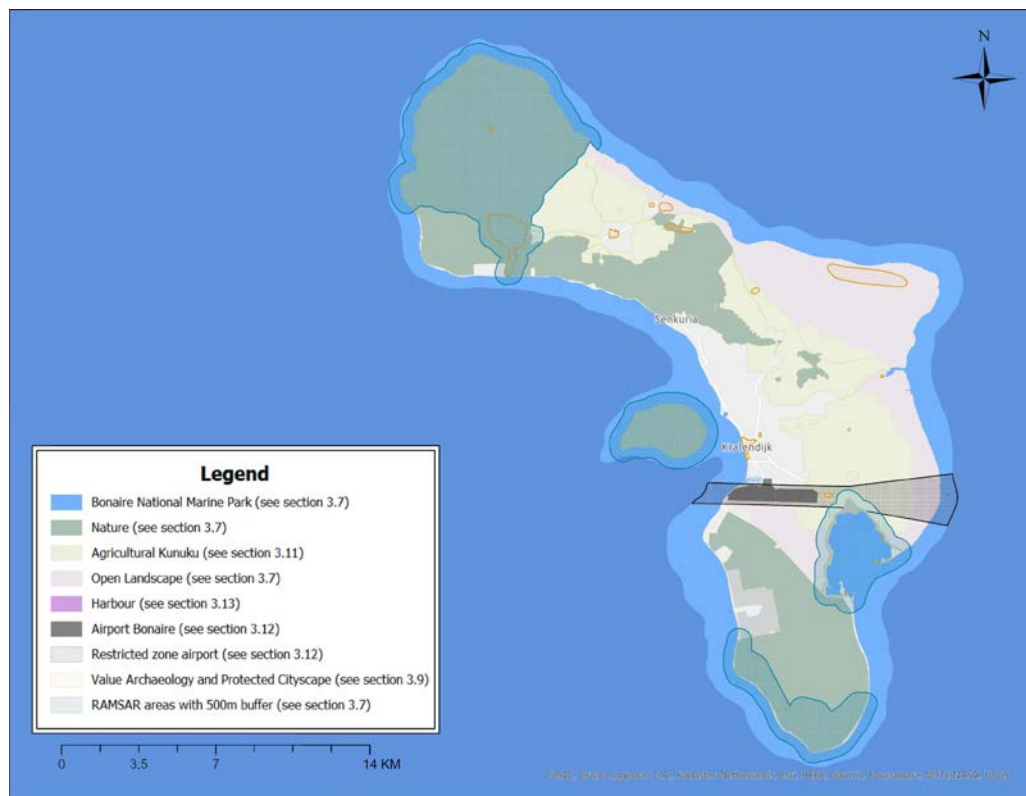 N
Senkuria
Kralendijk
Legend
Bonaire National Marine Park (see section 3.7)
Nature (see section 3.7)
Agricultural Kunuku (see section 3.11)
Open Landscape (see section 3.7)
Harbour (see section 3.13)
Airport Bonaire (see section 3.12)
Restricted zone airport (see section 3.12)
Value Archaeology and Protected Cityscape (see section 3.9)
RAMSAR areas with 500m buffer (see section 3.7)
0 3,5 7 14 KM